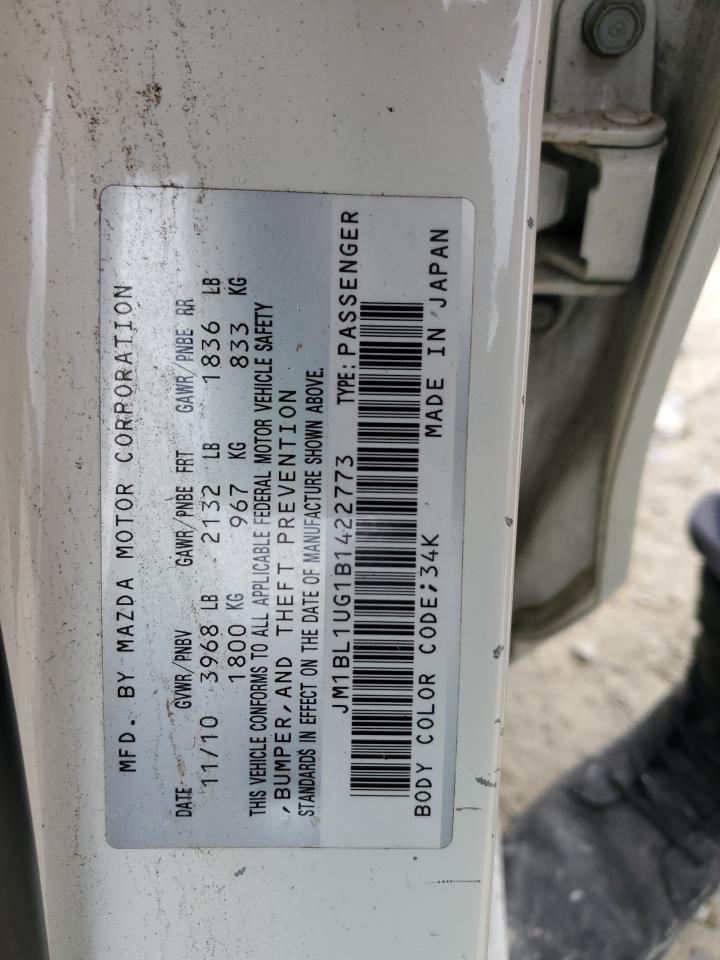 MFD. BY MAZDA MOTOR CORPORATION
DATE GVWR/PNBV GAWR/PNBE FRT GAWR/PNBE RR
11/10 3968 LB 2132 LB 1836 LB
1800 KG 967 KG 833 KG
THIS VEHICLE CONFORMS TO ALL APPLICABLE FEDERAL MOTOR VEHICLE SAFETY
,BUMPER,AND THEFT PREVENTION
STANDARDS IN EFFECT ON THE DATE OF MANUFACTURE SHOWN ABOVE.
JM1BL1UG1B1422773 TYPE: PASSENGER
BODY COLOR CODE;34K MADE IN JAPAN